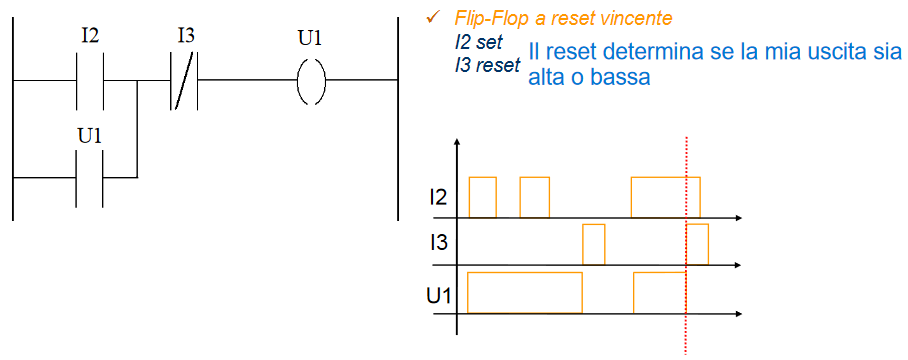 I2
I3
U1
U1
✓ Flip-Flop a reset vincente
I2 set
I3 reset
Il reset determina se la mia uscita sia
alta o bassa
I2
I3
U1